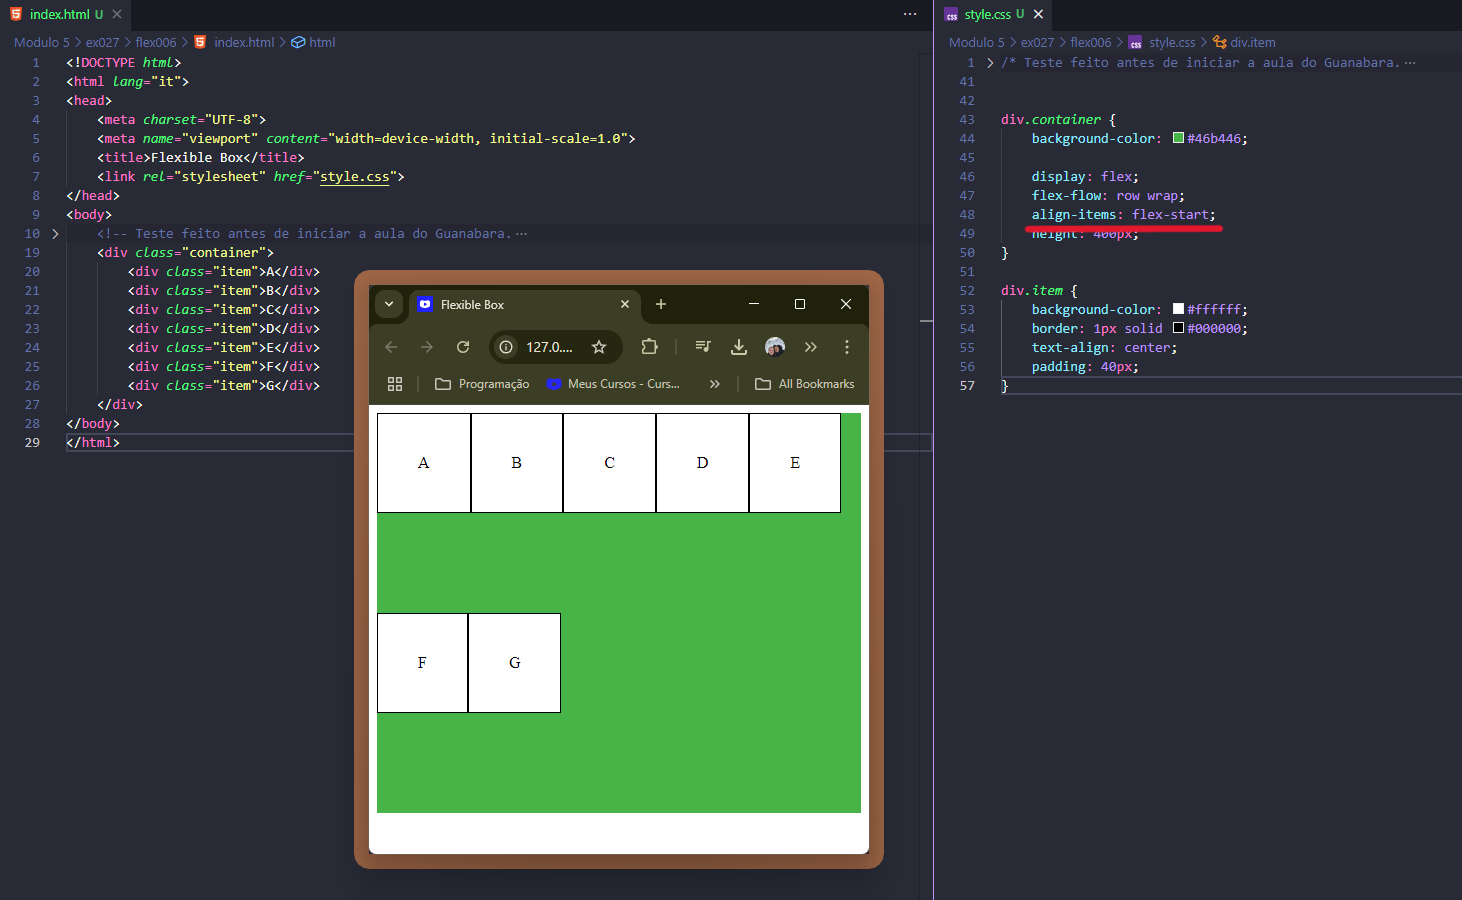 index.html U
Modulo 5 > ex027 > flex006 > index.html > html
1 <!DOCTYPE html>
2 <html lang="it">
3 <head>
4 <meta charset="UTF-8">
5 <meta name="viewport" content="width=device-width, initial-scale=1.0">
6 <title>Flexible Box</title>
7 <link rel="stylesheet" href="style.css">
8 </head>
9 <body>
10 <!-- Teste feito antes de iniciar a aula do Guanabara. ···
19 <div class="container">
20 <div class="item">A</div>
21 <div class="item">B</div>
22 <div class="item">C</div>
23 <div class="item">D</div>
24 <div class="item">E</div>
25 <div class="item">F</div>
26 <div class="item">G</div>
27 </div>
28 </body>
29 </html>
Flexible Box
127.0....
Programação
Meus Cursos - Curs...
All Bookmarks
A B C D E
F G
style.css U
Modulo 5 > ex027 > flex006 > style.css > div.item
1 /* Teste feito antes de iniciar a aula do Guanabara. ···
41
42
43 div.container {
44 background-color: #46b446;
45
46 display: flex;
47 flex-flow: row wrap;
48 align-items: flex-start;
49 height: 400px;
50 }
51
52 div.item {
53 background-color: #ffffff;
54 border: 1px solid #000000;
55 text-align: center;
56 padding: 40px;
57 }